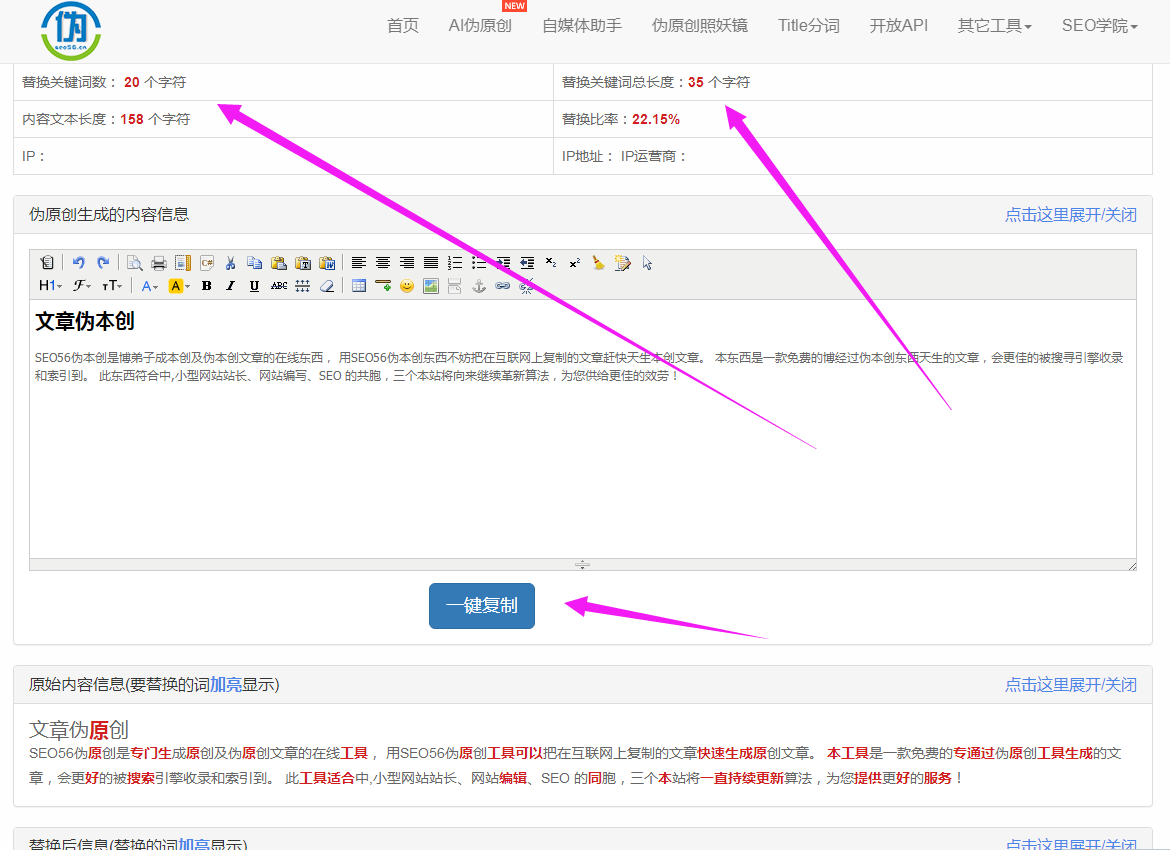 伪
seo56.cn
首页 AI伪原创 NEW 自媒体助手 伪原创照妖镜 Title分词 开放API 其它工具 SEO学院
替换关键词数： 20 个字符 替换关键词总长度：35 个字符
内容文本长度：158 个字符 替换比率：22.15%
IP： IP地址： IP运营商：
伪原创生成的内容信息 点击这里展开/关闭
H1 F тT A A B I U ABC
文章伪本创
SEO56伪本创是博弟子成本创及伪本创文章的在线东西， 用SEO56伪本创东西不妨把在互联网上复制的文章赶快天生本创文章。 本东西是一款免费的博经过伪本创东西天生的文章，会更佳的被搜寻引擎收录
和索引到。 此东西符合中,小型网站站长、网站编写、SEO 的共胞，三个本站将向来继续革新算法，为您供给更佳的效劳！
一键复制
原始内容信息(要替换的词加亮显示) 点击这里展开/关闭
文章伪原创
SEO56伪原创是专门生成原创及伪原创文章的在线工具， 用SEO56伪原创工具可以把在互联网上复制的文章快速生成原创文章。 本工具是一款免费的专通过伪原创工具生成的文
章，会更好的被搜索引擎收录和索引到。 此工具适合中,小型网站站长、网站编辑、SEO 的同胞，三个本站将一直持续更新算法，为您提供更好的服务！
替换后信息(替换的词加亮显示) 点击这里展开/关闭